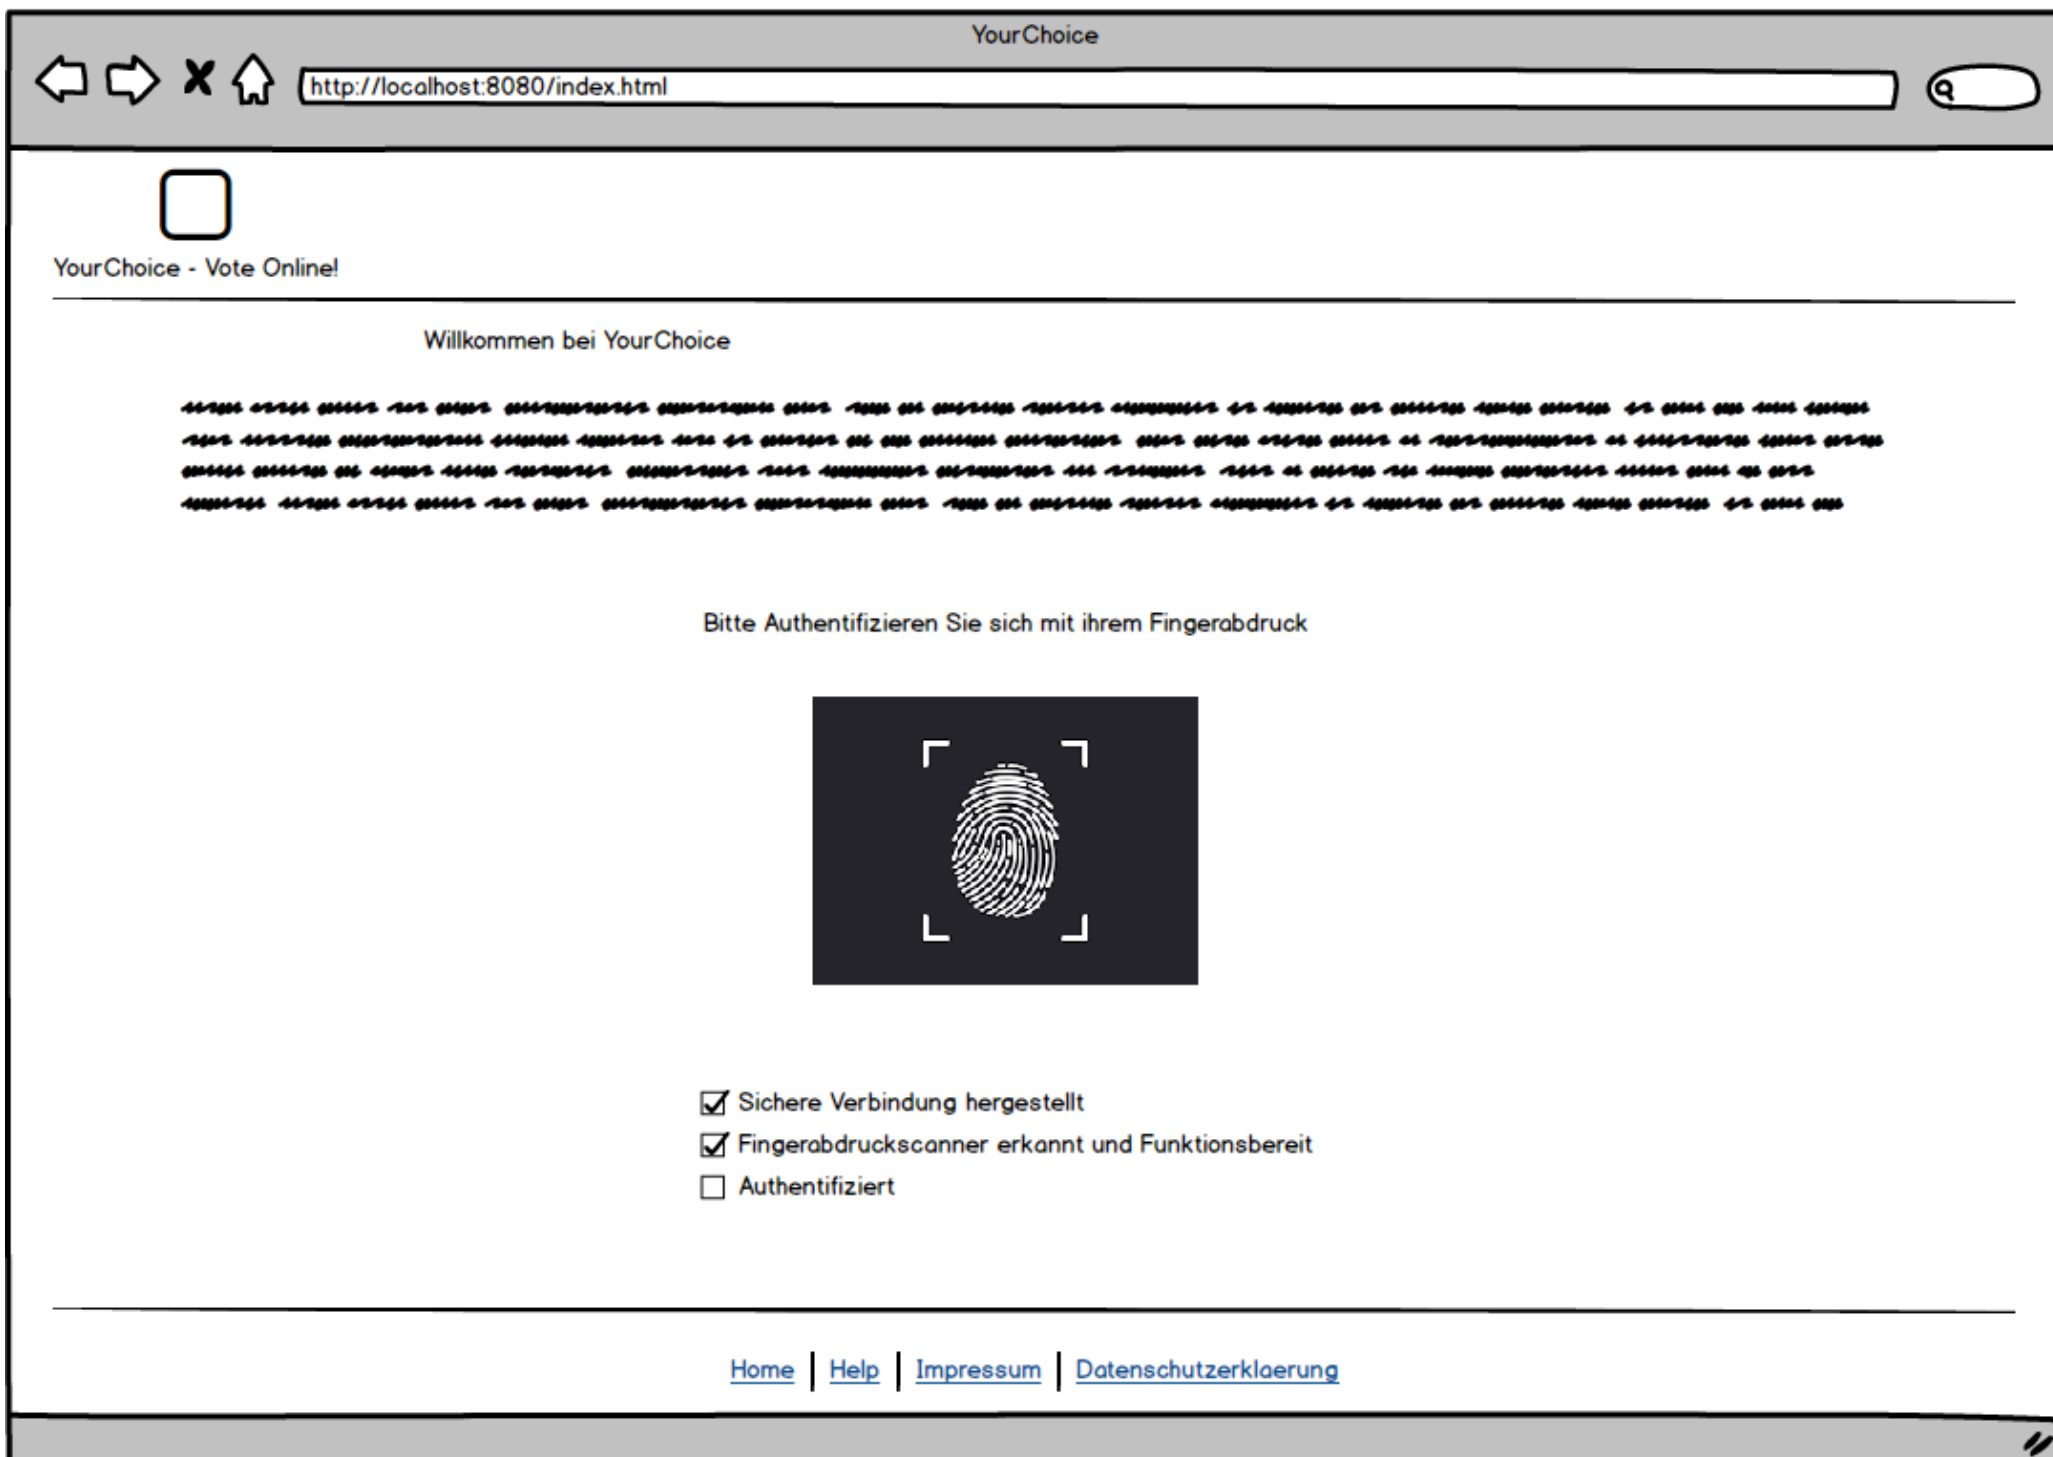 YourChoice
http://localhost:8080/index.html
YourChoice - Vote Online!
Willkommen bei YourChoice
Bitte Authentifizieren Sie sich mit ihrem Fingerabdruck
Sichere Verbindung hergestellt
Fingerabdruckscanner erkannt und Funktionsbereit
Authentifiziert
Home | Help | Impressum | Datenschutzerklaerung